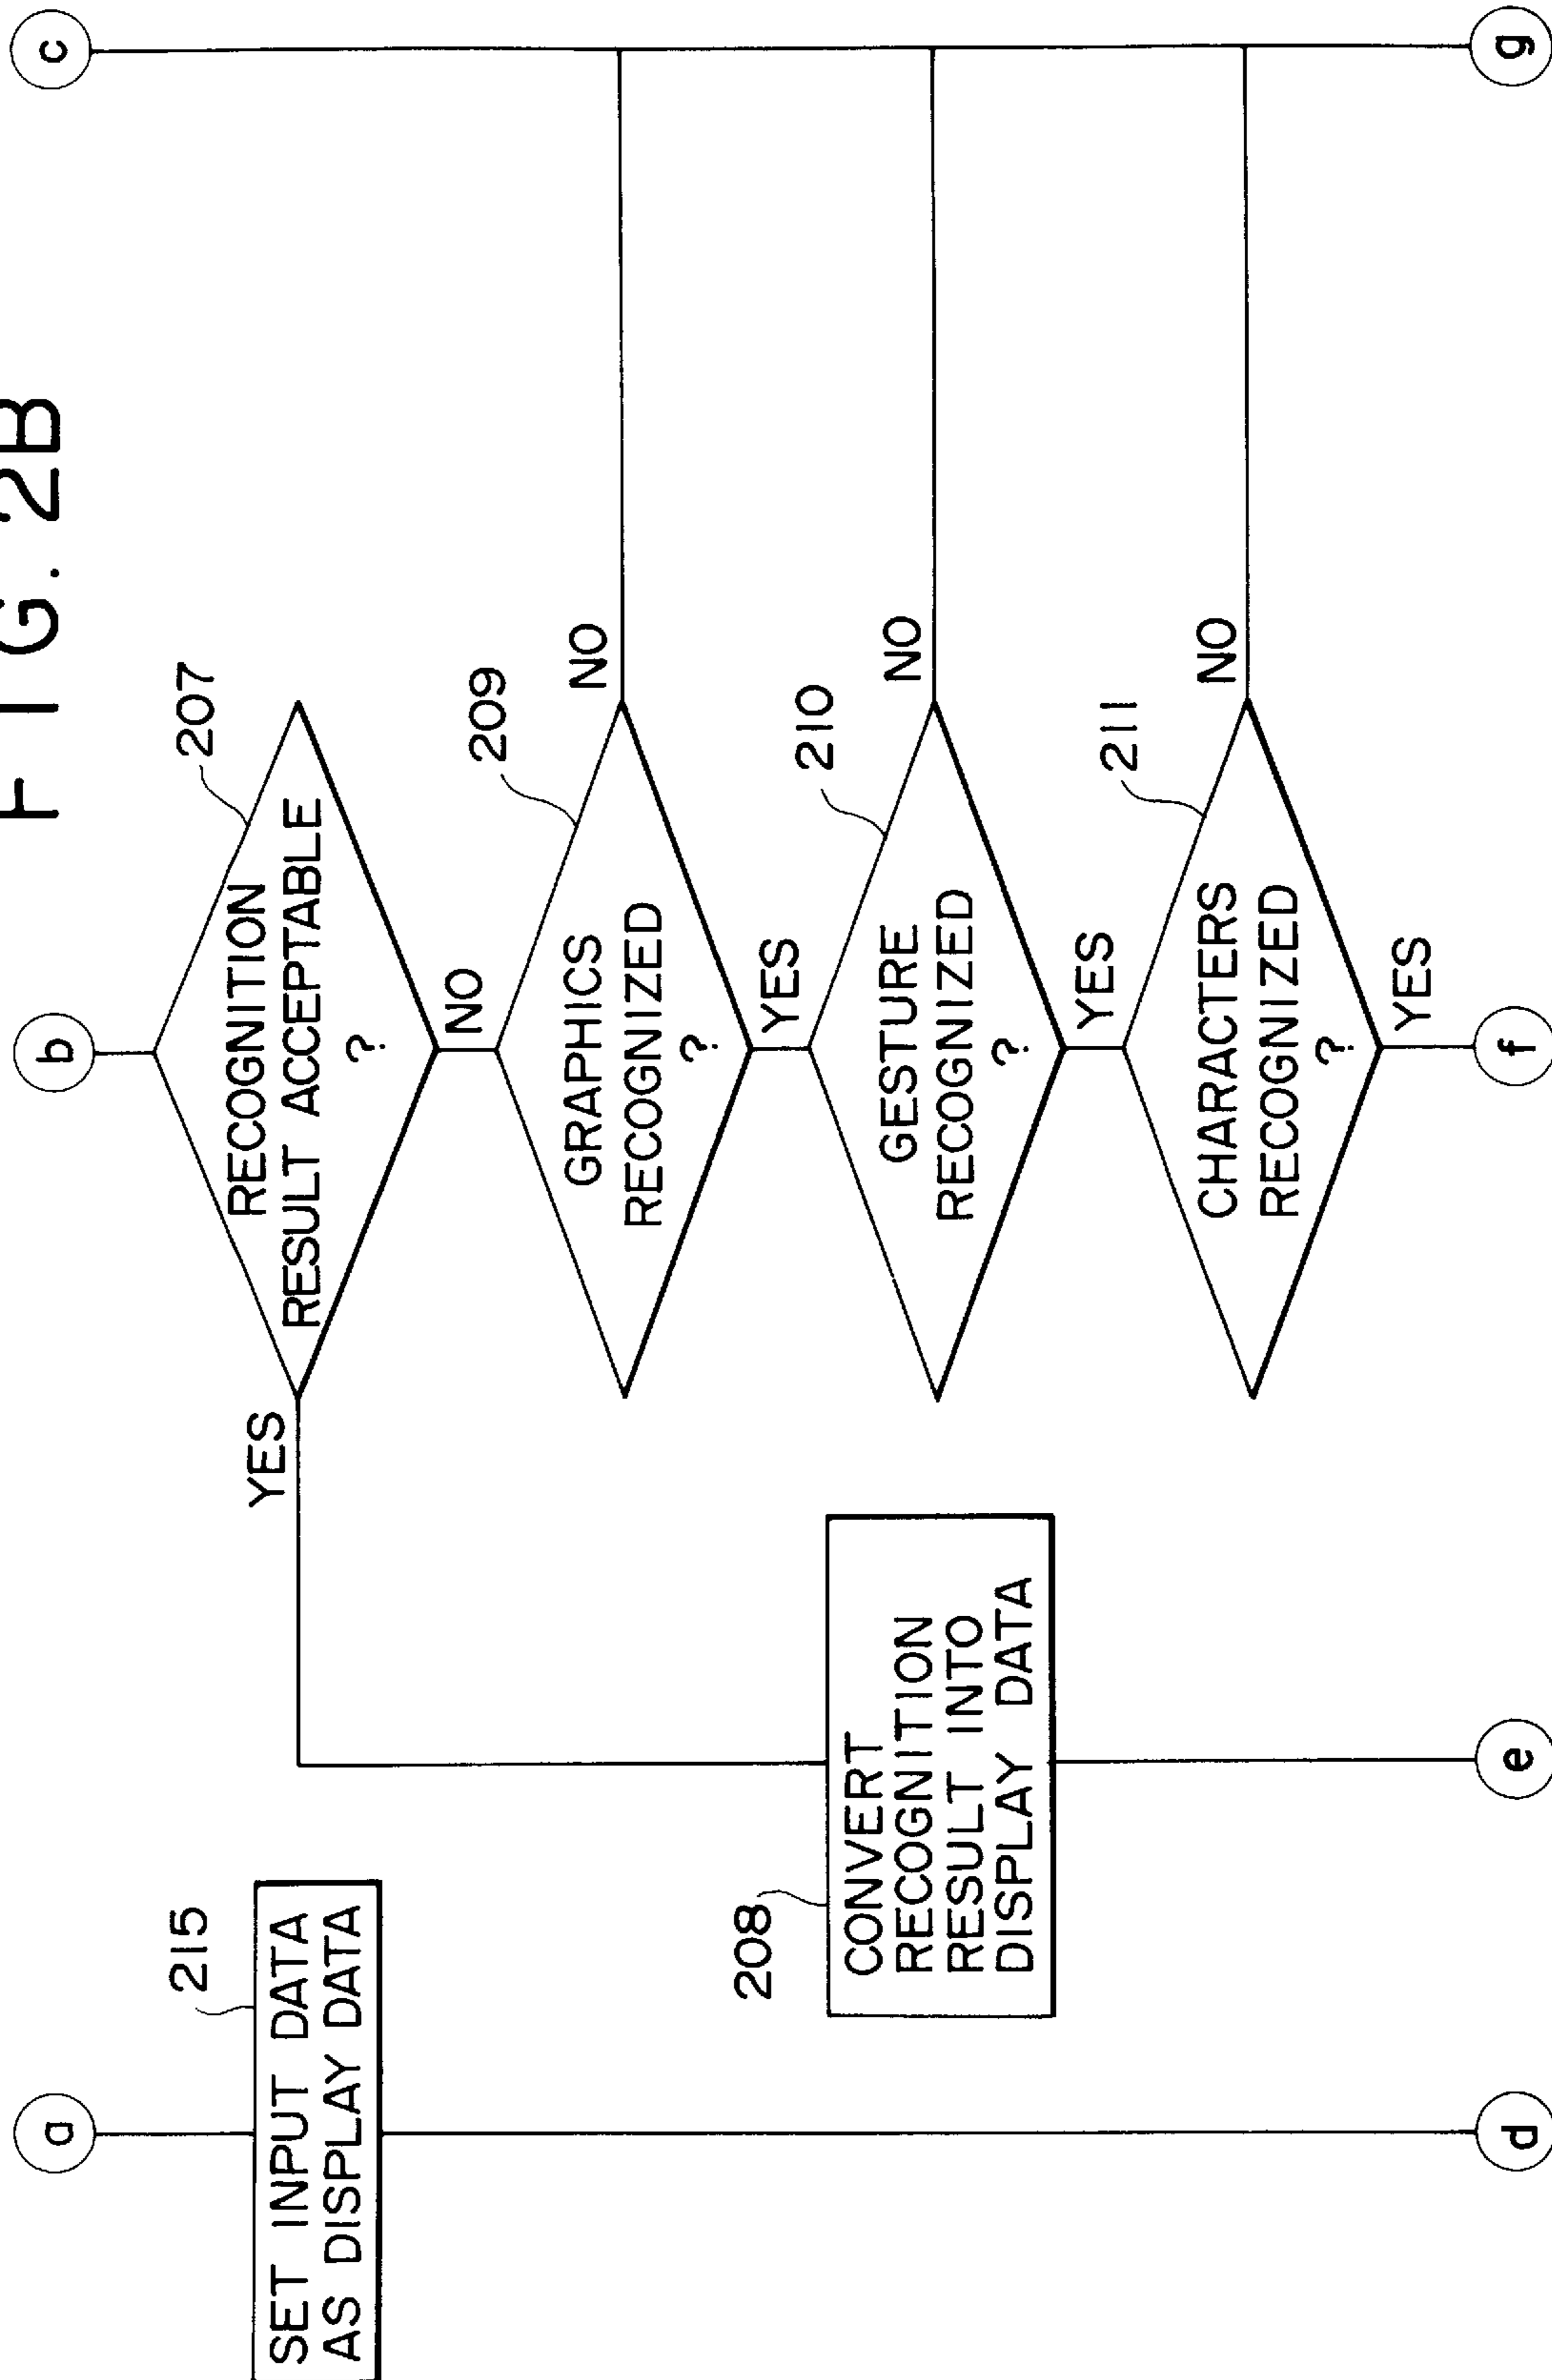 FIG. 2B
a
b
c
215
SET INPUT DATA
AS DISPLAY DATA
207
RECOGNITION
RESULT ACCEPTABLE
?
YES
NO
209
GRAPHICS
RECOGNIZED
?
NO
YES
208
CONVERT
RECOGNITION
RESULT INTO
DISPLAY DATA
210
GESTURE
RECOGNIZED
?
NO
YES
211
CHARACTERS
RECOGNIZED
?
NO
YES
d
e
f
g